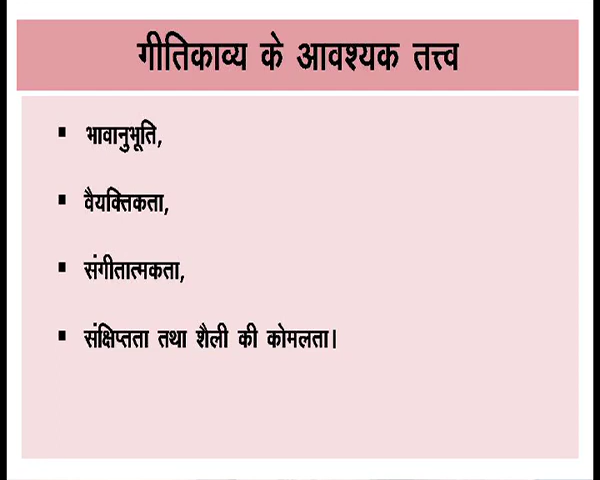 गीतिकाव्य के आवश्यक तत्त्व
▪ भावानुभूति,
▪ वैयक्तिकता,
▪ संगीतात्मकता,
▪ संक्षिप्तता तथा शैली की कोमलता।